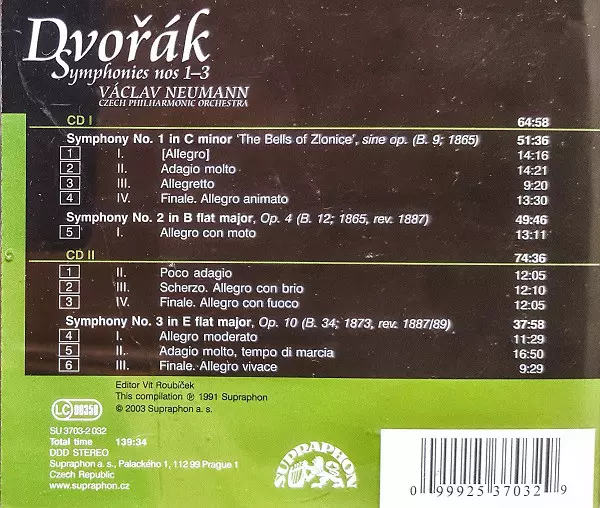 Dvořák
Symphonies nos 1–3
VÁCLAV NEUMANN
CZECH PHILHARMONIC ORCHESTRA
CD I 64:58
Symphony No. 1 in C minor 'The Bells of Zlonice', sine op. (B. 9; 1865) 51:36
1 I. [Allegro] 14:16
2 II. Adagio molto 14:21
3 III. Allegretto 9:20
4 IV. Finale. Allegro animato 13:30
Symphony No. 2 in B flat major, Op. 4 (B. 12; 1865, rev. 1887) 49:46
5 I. Allegro con moto 13:11
CD II 74:36
1 II. Poco adagio 12:05
2 III. Scherzo. Allegro con brio 12:10
3 IV. Finale. Allegro con fuoco 12:05
Symphony No. 3 in E flat major, Op. 10 (B. 34; 1873, rev. 1887/89) 37:58
4 I. Allegro moderato 11:29
5 II. Adagio molto, tempo di marcia 16:50
6 III. Finale. Allegro vivace 9:29
Editor Vít Roubíček
This compilation ℗ 1991 Supraphon
© 2003 Supraphon a. s.
LC 00358
SU 3703-2 032
Total time 139:34
DDD STEREO
Supraphon a. s., Palackého 1, 112 99 Prague 1
Czech Republic
www.supraphon.cz
SUPRAPHON
0 99925 37032 9